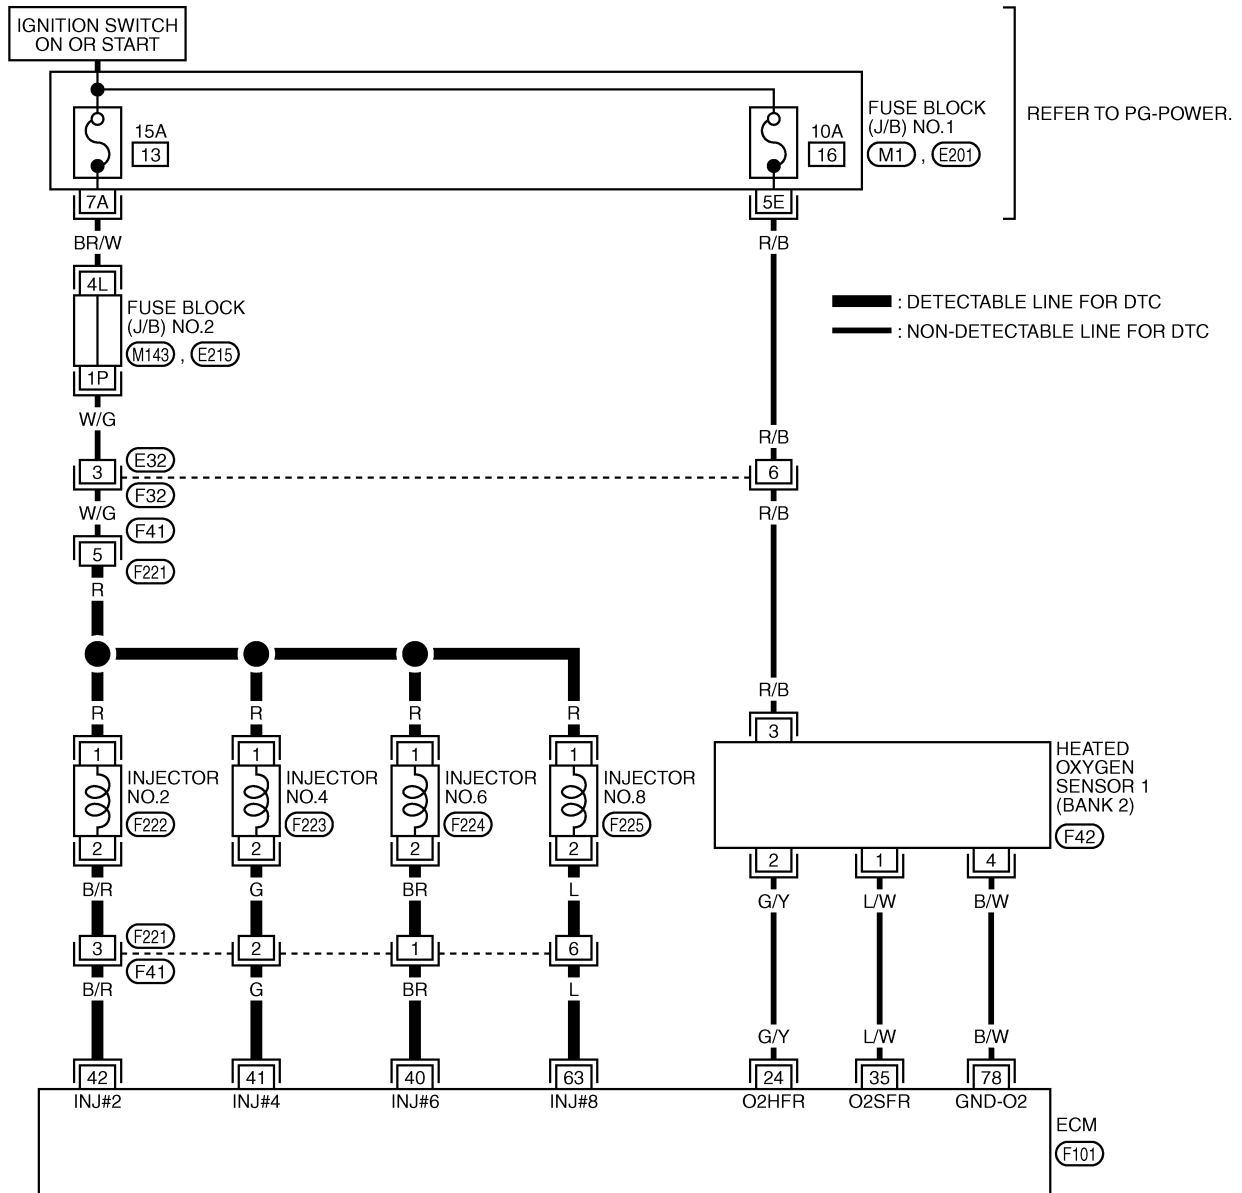 IGNITION SWITCH
ON OR START
15A
13
10A
16
FUSE BLOCK
(J/B) NO.1
M1 , E201
REFER TO PG-POWER.
7A
5E
BR/W
R/B
4L
FUSE BLOCK
(J/B) NO.2
M143 , E215
1P
: DETECTABLE LINE FOR DTC
: NON-DETECTABLE LINE FOR DTC
W/G
R/B
3
E32
6
F32
W/G
R/B
F41
5
F221
R
R/B
R
R
R
R
3
1
1
1
1
INJECTOR
NO.2
F222
INJECTOR
NO.4
F223
INJECTOR
NO.6
F224
INJECTOR
NO.8
F225
HEATED
OXYGEN
SENSOR 1
(BANK 2)
F42
2
2
2
2
2
1
4
B/R
G
BR
L
G/Y
L/W
B/W
F221
3
2
1
6
F41
B/R
G
BR
L
G/Y
L/W
B/W
42
41
40
63
24
35
78
INJ#2
INJ#4
INJ#6
INJ#8
O2HFR
O2SFR
GND-O2
ECM
F101